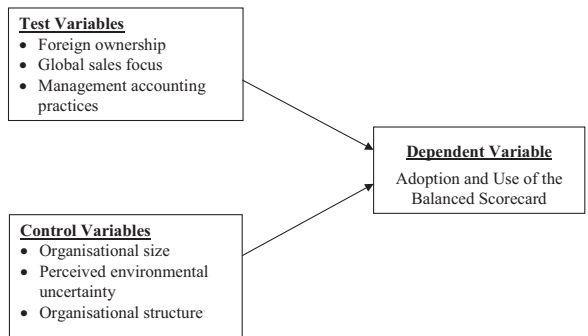 Test Variables
• Foreign ownership
• Global sales focus
• Management accounting
practices
Dependent Variable
Adoption and Use of the
Balanced Scorecard
Control Variables
• Organisational size
• Perceived environmental
uncertainty
• Organisational structure